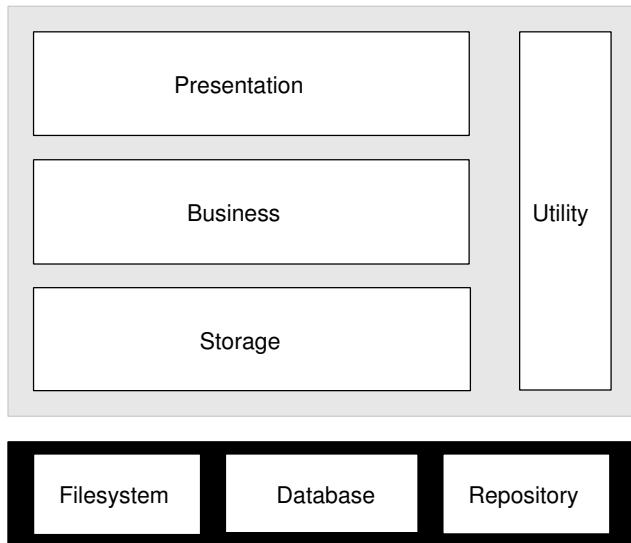 Presentation
Business
Utility
Storage
Filesystem
Database
Repository